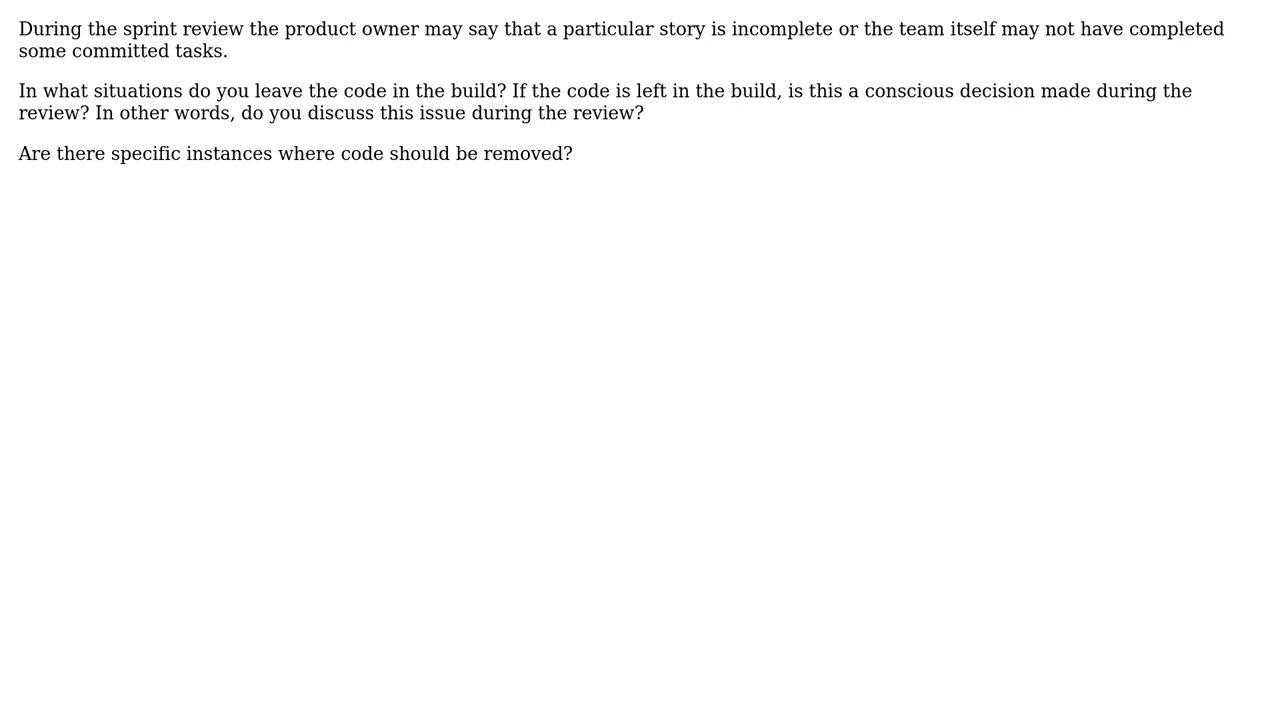 During the sprint review the product owner may say that a particular story is incomplete or the team itself may not have completed
some committed tasks.
In what situations do you leave the code in the build? If the code is left in the build, is this a conscious decision made during the
review? In other words, do you discuss this issue during the review?
Are there specific instances where code should be removed?